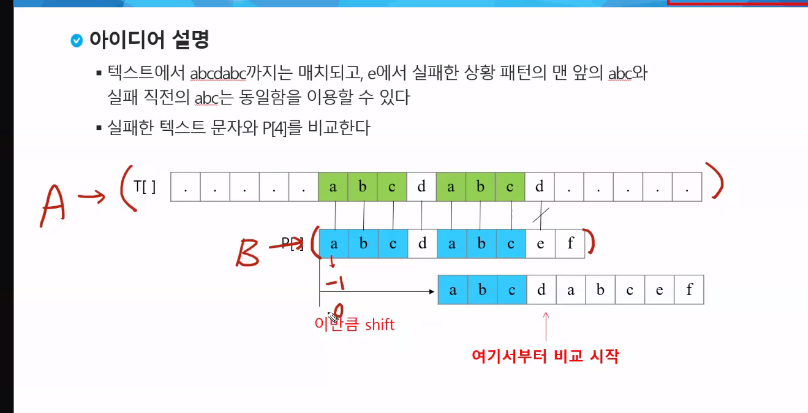 아이디어 설명
텍스트에서 abcdabc까지는 매치되고, e에서 실패한 상황 패턴의 맨 앞의 abc와
실패 직전의 abc는 동일함을 이용할 수 있다
실패한 텍스트 문자와 P[4]를 비교한다
A → ( T[ ] . . . . . a b c d a b c d . . . . . )
B → ( a b c d a b c e f )
-1
a b c d a b c e f
0
이만큼 shift
여기서부터 비교 시작